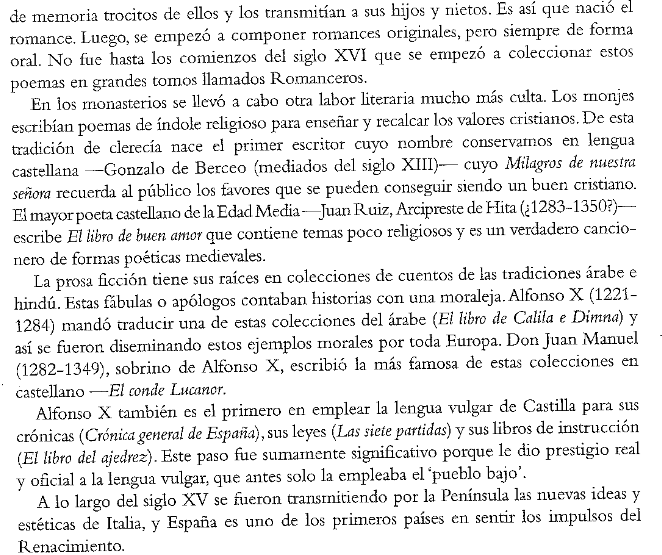 de memoria trocitos de ellos y los transmitían a sus hijos y nietos. Es así que nació el
romance. Luego, se empezó a componer romances originales, pero siempre de forma
oral. No fue hasta los comienzos del siglo XVI que se empezó a coleccionar estos
poemas en grandes tomos llamados Romanceros.
En los monasterios se llevó a cabo otra labor literaria mucho más culta. Los monjes
escribían poemas de índole religioso para enseñar y recalcar los valores cristianos. De esta
tradición de clerecía nace el primer escritor cuyo nombre conservamos en lengua
castellana —Gonzalo de Berceo (mediados del siglo XIII)— cuyo Milagros de nuestra
señora recuerda al público los favores que se pueden conseguir siendo un buen cristiano.
El mayor poeta castellano de la Edad Media—Juan Ruiz, Arcipreste de Hita (¿1283-1350?)—
escribe El libro de buen amor que contiene temas poco religiosos y es un verdadero cancio-
nero de formas poéticas medievales.
La prosa ficción tiene sus raíces en colecciones de cuentos de las tradiciones árabe e
hindú. Estas fábulas o apólogos contaban historias con una moraleja. Alfonso X (1221-
1284) mandó traducir una de estas colecciones del árabe (El libro de Calila e Dimna) y
así se fueron diseminando estos ejemplos morales por toda Europa. Don Juan Manuel
(1282-1349), sobrino de Alfonso X, escribió la más famosa de estas colecciones en
castellano —El conde Lucanor.
Alfonso X también es el primero en emplear la lengua vulgar de Castilla para sus
crónicas (Crónica general de España), sus leyes (Las siete partidas) y sus libros de instrucción
(El libro del ajedrez). Este paso fue sumamente significativo porque le dio prestigio real
y oficial a la lengua vulgar, que antes solo la empleaba el ‘pueblo bajo’.
A lo largo del siglo XV se fueron transmitiendo por la Península las nuevas ideas y
estéticas de Italia, y España es uno de los primeros países en sentir los impulsos del
Renacimiento.